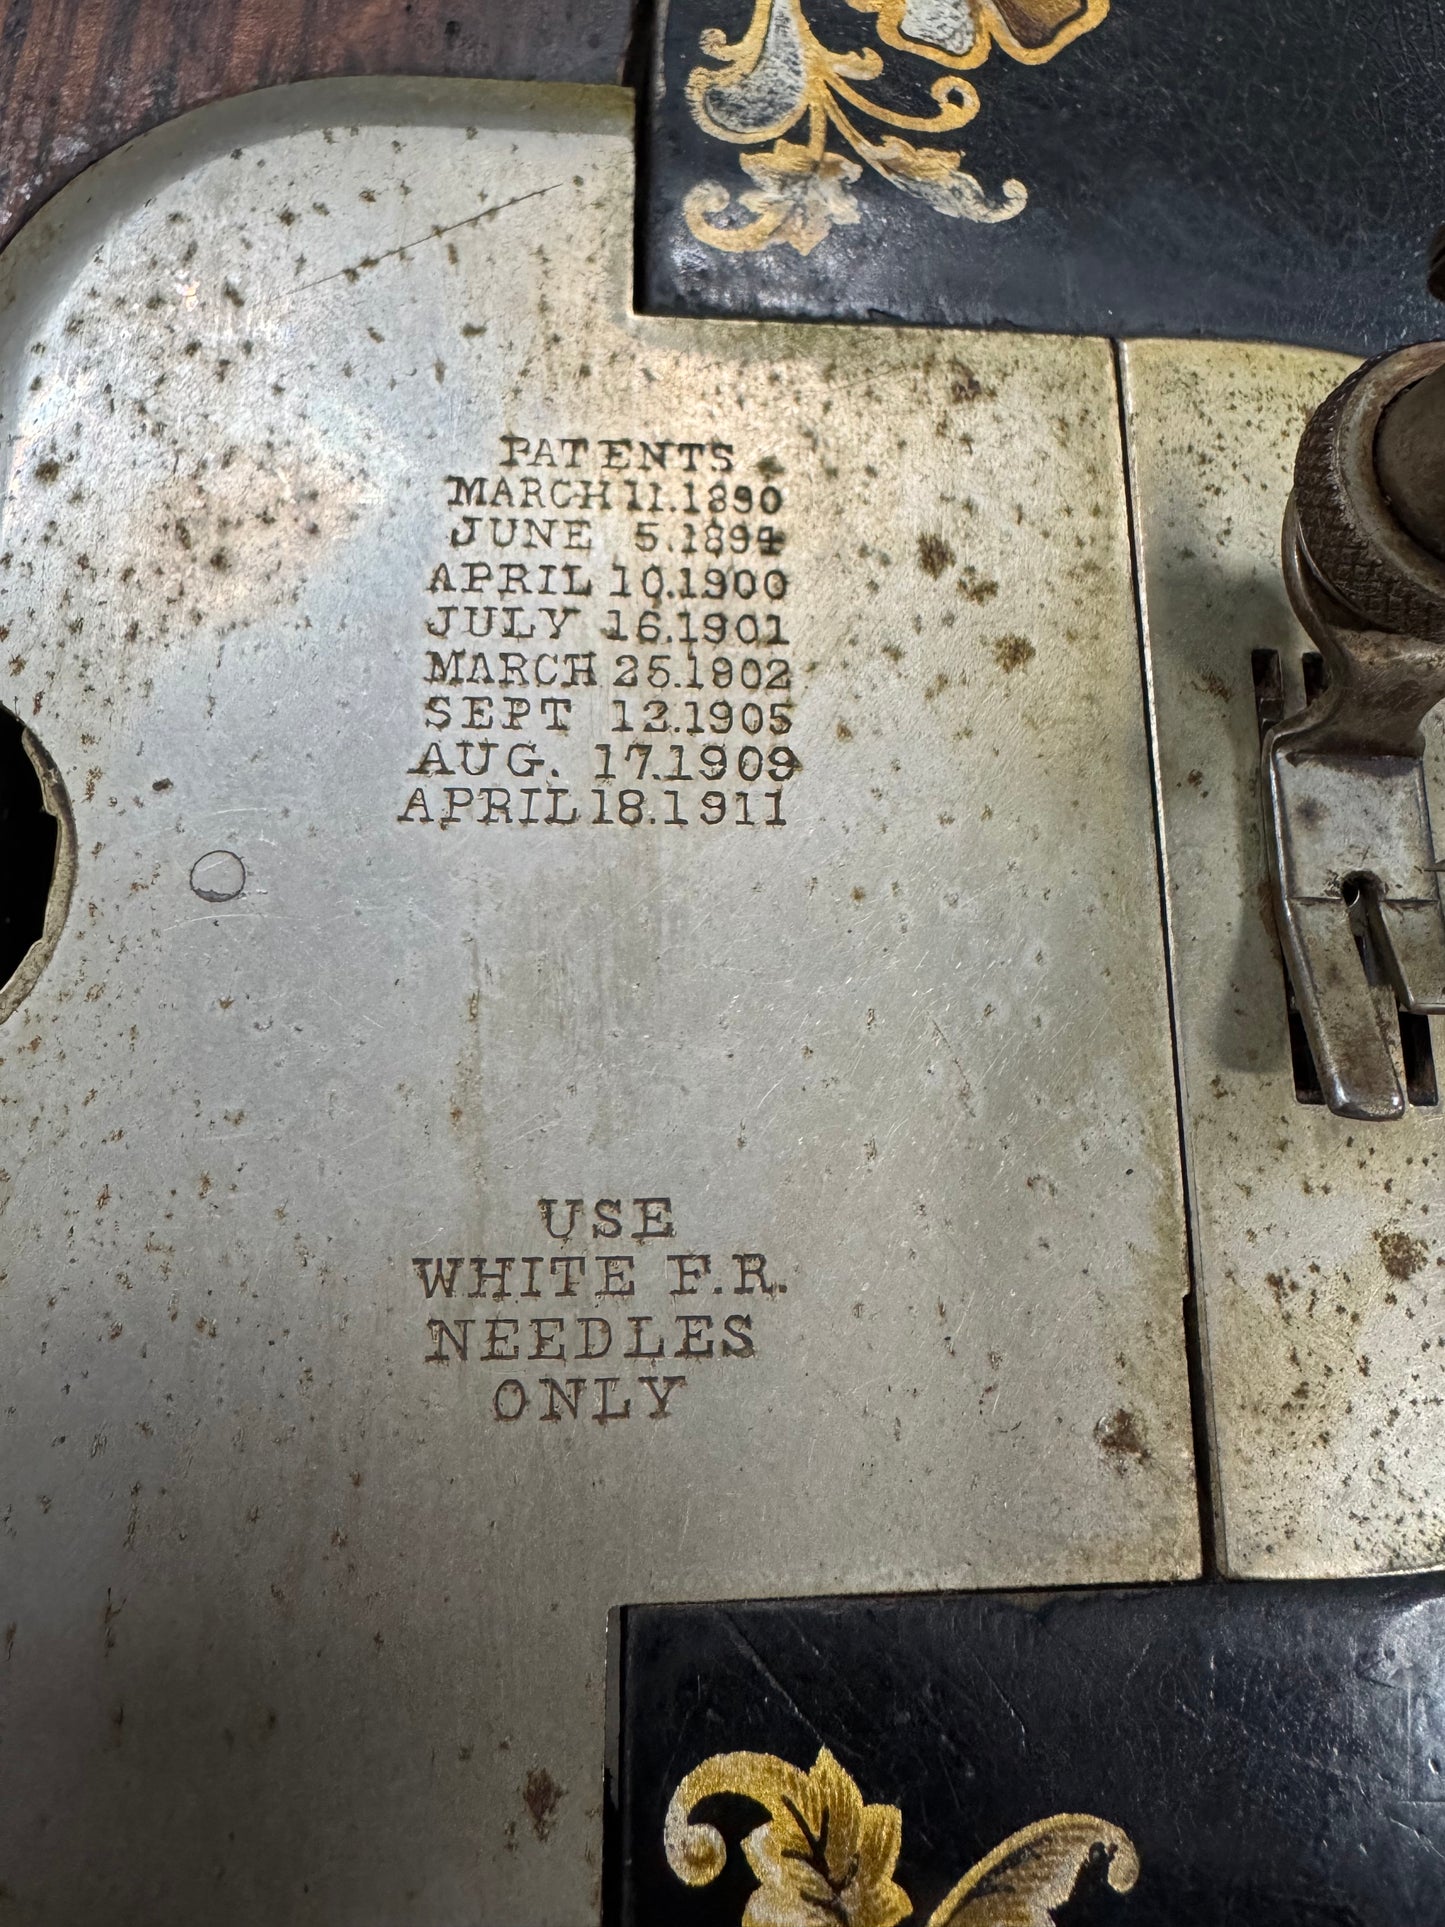 PATENTS
MARCH 11.1890
JUNE 5.1894
APRIL 10.1900
JULY 16.1901
MARCH 25.1902
SEPT 12.1905
AUG. 17.1909
APRIL 18.1911
USE
WHITE F.R.
NEEDLES
ONLY